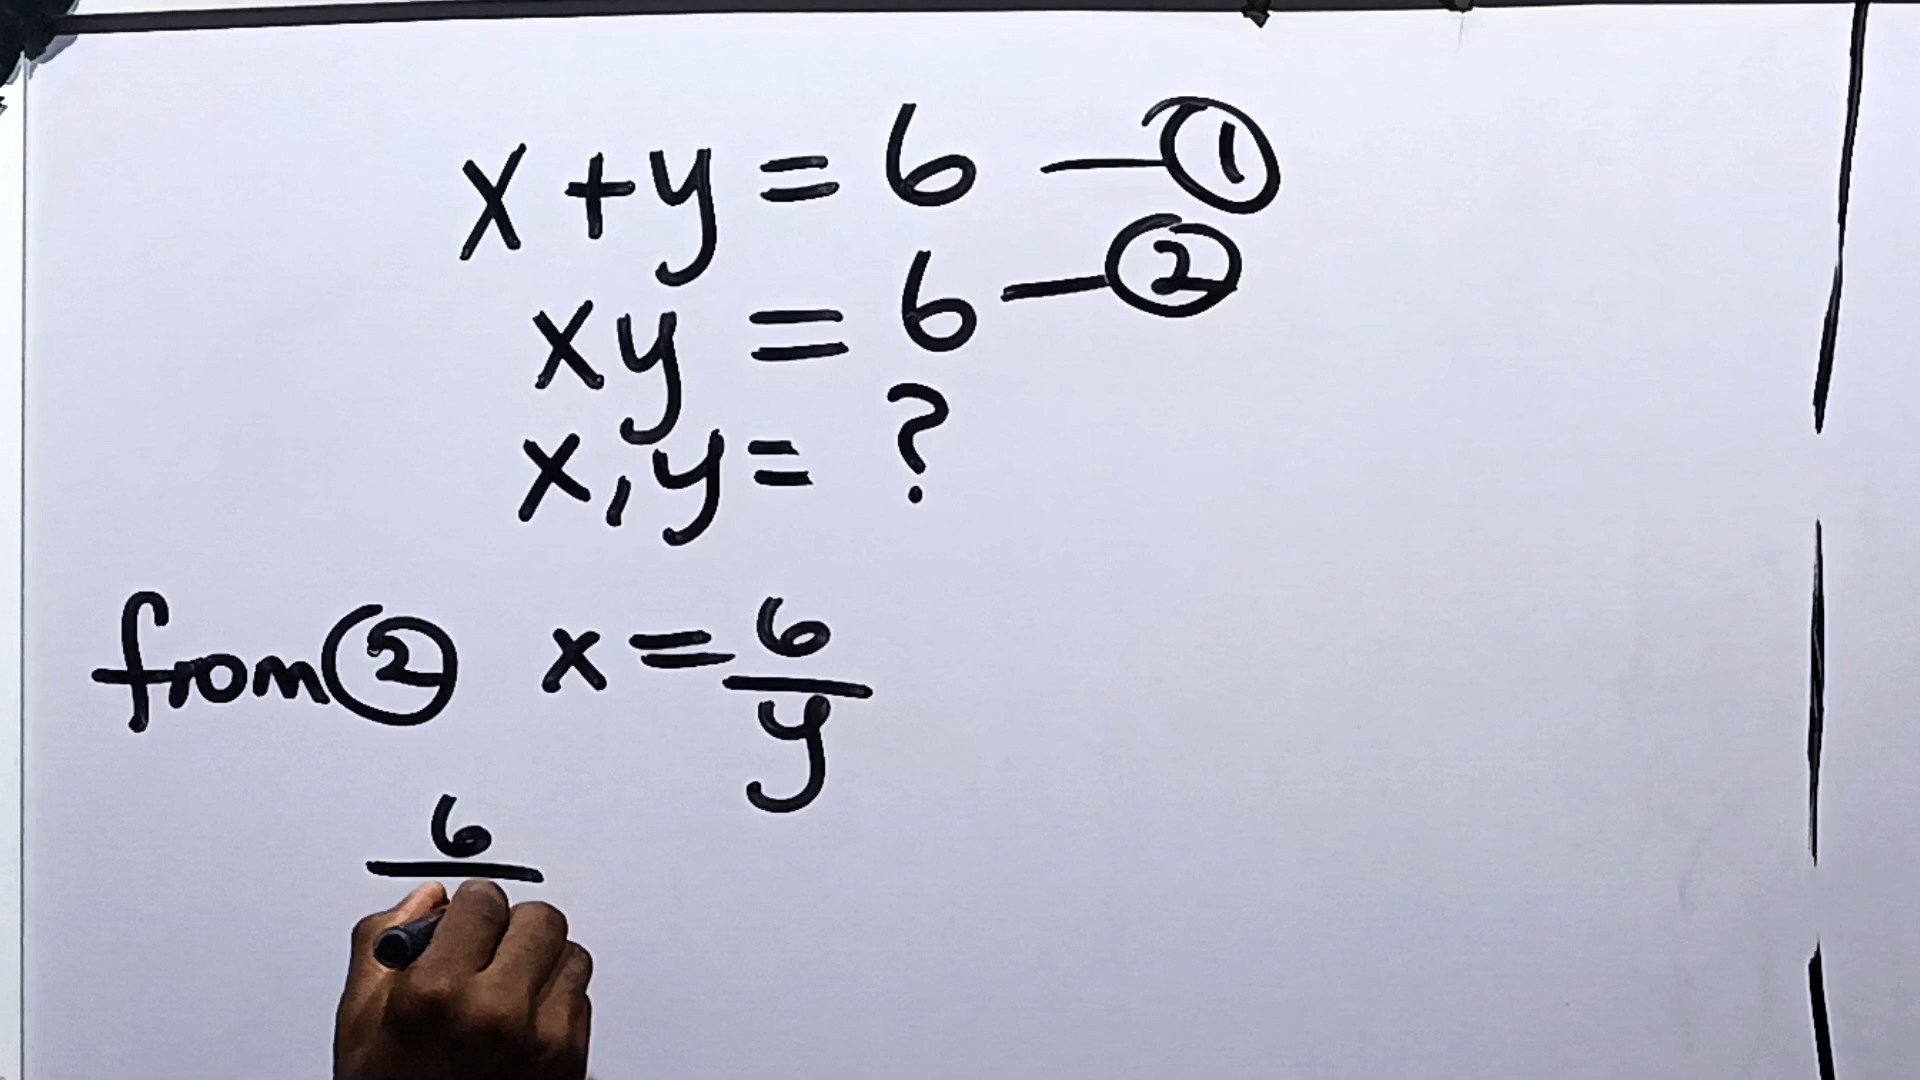 x + y = 6 — ①
xy = 6 — ②
x, y = ?
from ② x = 6/y
6